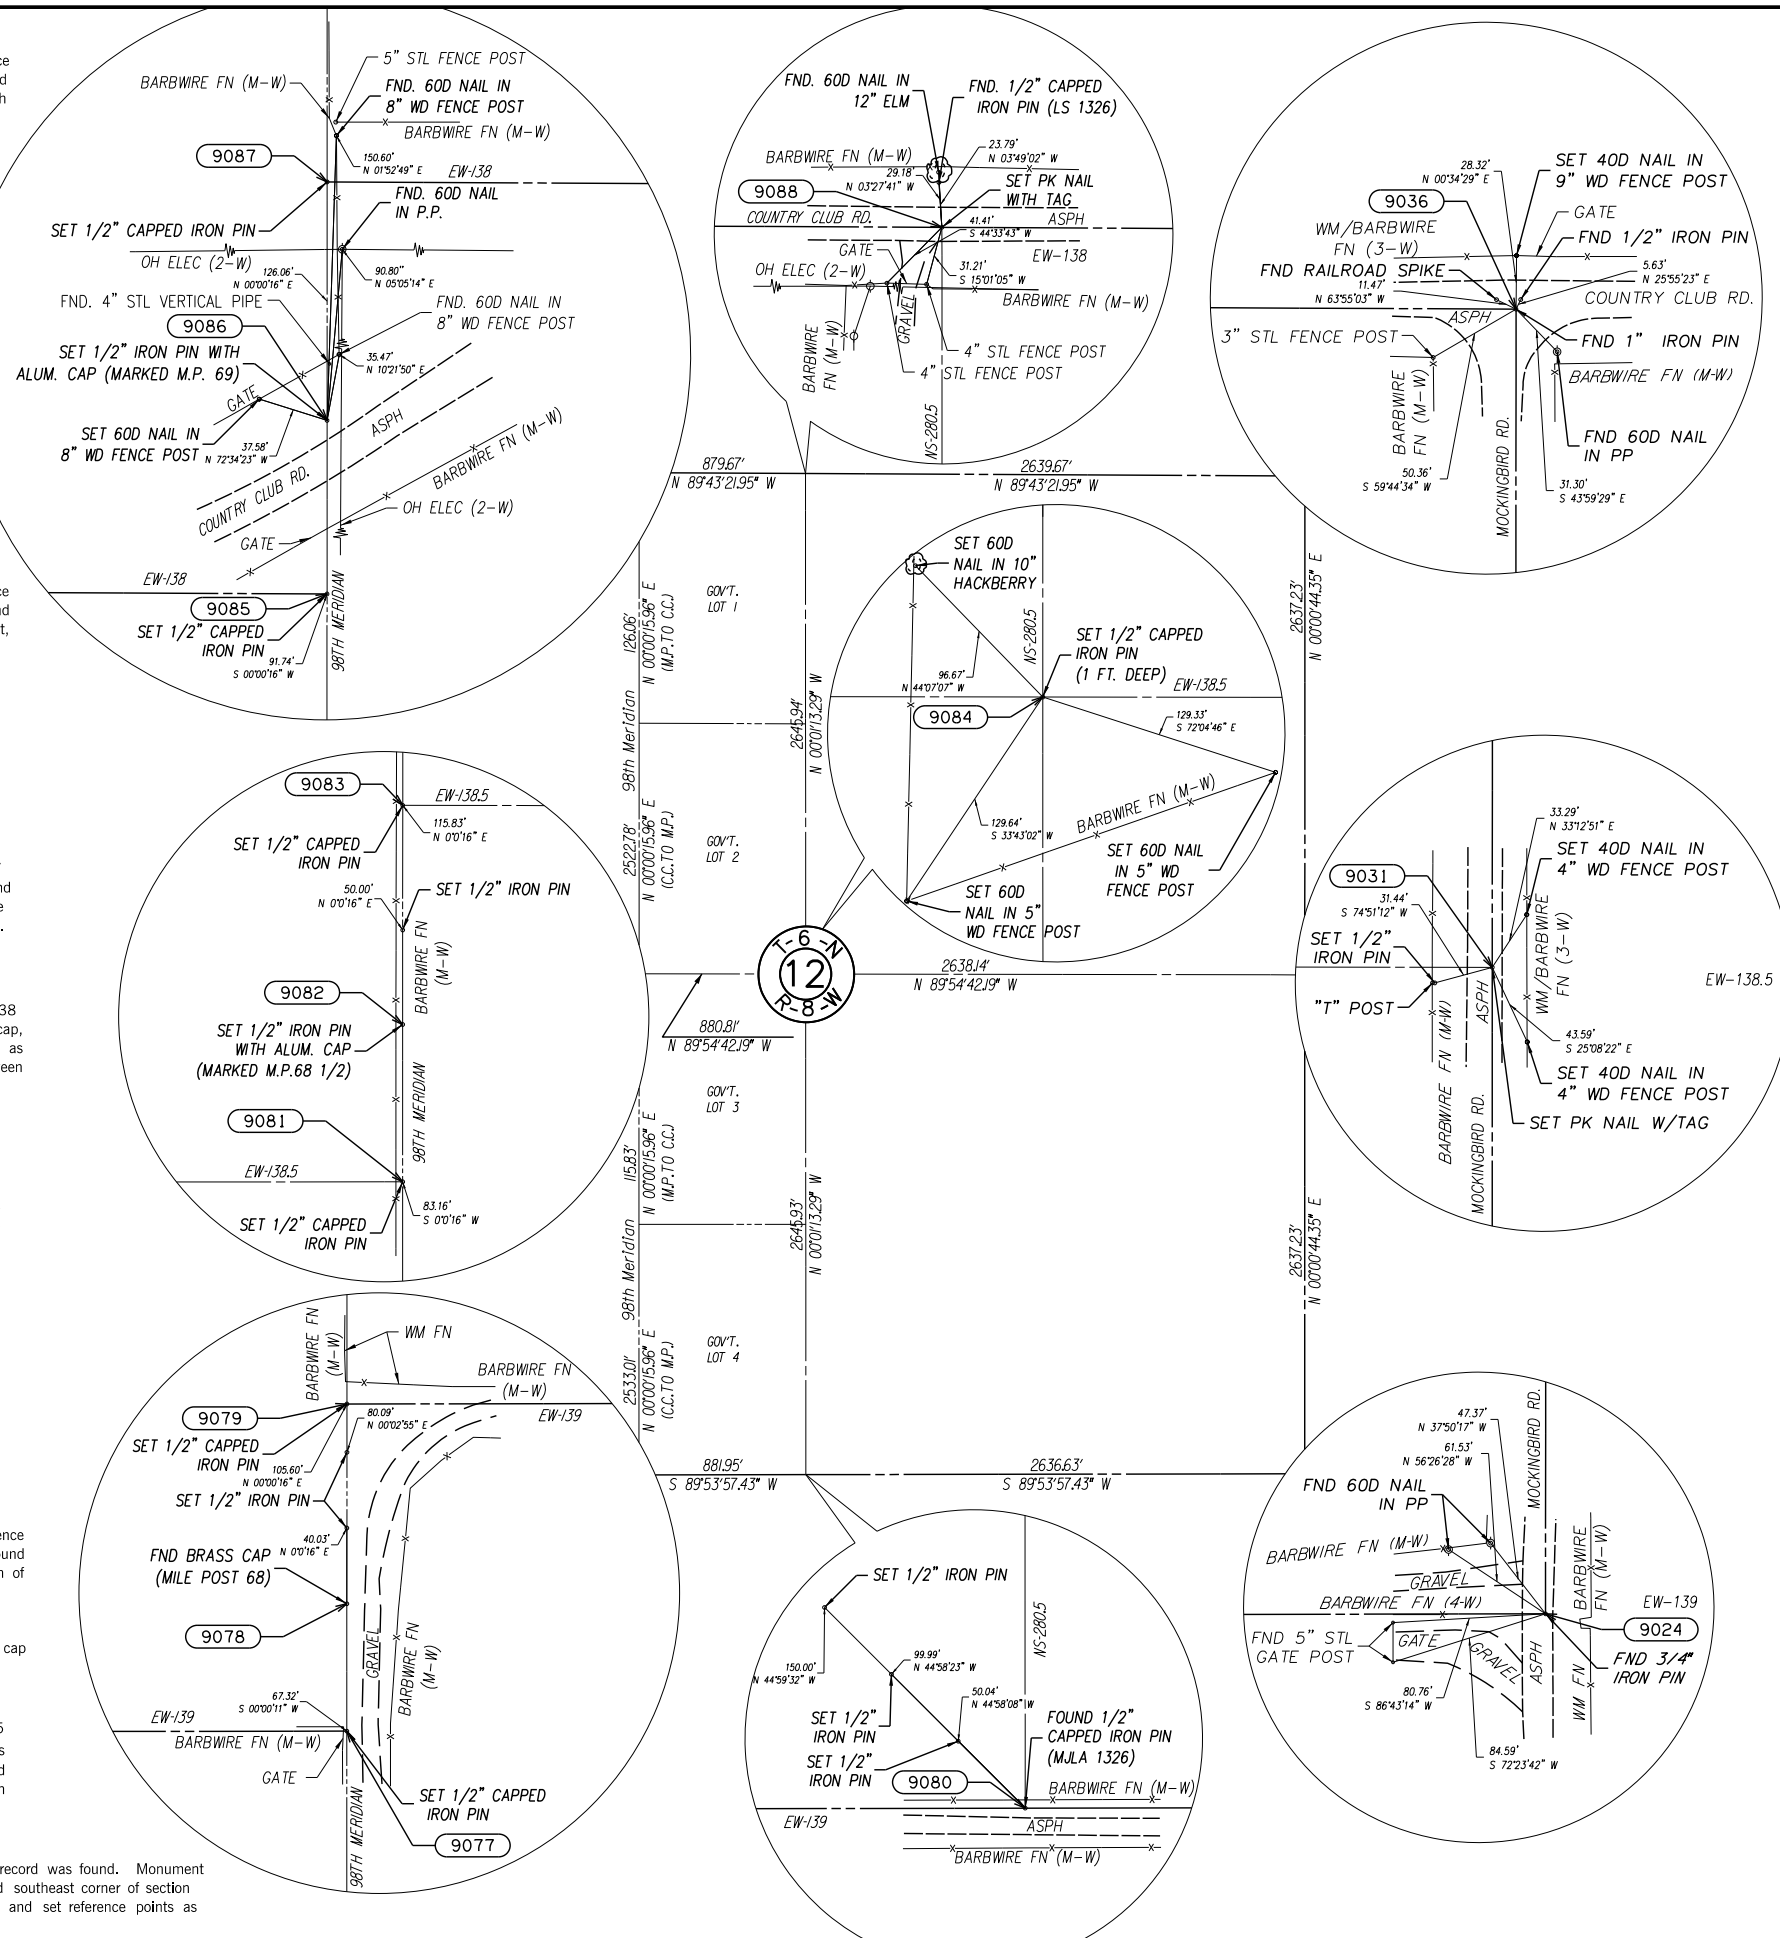 5" STL FENCE POST
BARBWIRE FN (M-W)
FND. 60D NAIL IN
8" WD FENCE POST
BARBWIRE FN (M-W)
9087
150.60'
N 01°52'49" E
EW-138
FND. 60D NAIL
IN P.P.
SET 1/2" CAPPED IRON PIN
OH ELEC (2-W)
126.06'
N 00°00'16" E
90.80"
N 05°05'14" E
FND. 4" STL VERTICAL PIPE
FND. 60D NAIL IN
8" WD FENCE POST
9086
SET 1/2" IRON PIN WITH
ALUM. CAP (MARKED M.P. 69)
35.47'
N 10°21'50" E
GATE
ASPH
SET 60D NAIL IN
8" WD FENCE POST
37.58'
N 72°34'23" W
COUNTRY CLUB RD.
BARBWIRE FN (M-W)
OH ELEC (2-W)
GATE
EW-138
9085
SET 1/2" CAPPED
IRON PIN
91.74'
S 00°00'16" W
98TH MERIDIAN
FND. 60D NAIL IN
12" ELM
FND. 1/2" CAPPED
IRON PIN (LS 1326)
BARBWIRE FN (M-W)
23.79'
N 03°49'02" W
29.18'
N 03°27'41" W
9088
SET PK NAIL
WITH TAG
COUNTRY CLUB RD.
41.41'
S 44°33'43" W
ASPH
GATE
EW-138
OH ELEC (2-W)
31.21'
S 15°01'05" W
BARBWIRE FN (M-W)
GRAVEL
BARBWIRE
FN (M-W)
4" STL FENCE POST
4" STL FENCE POST
NS-280.5
28.32'
N 00°34'29" E
SET 40D NAIL IN
9" WD FENCE POST
9036
GATE
WM/BARBWIRE
FN (3-W)
FND 1/2" IRON PIN
FND RAILROAD SPIKE
11.47'
N 63°55'03" W
5.63'
N 25°55'23" E
COUNTRY CLUB RD.
ASPH
3" STL FENCE POST
FND 1" IRON PIN
BARBWIRE FN (M-W)
BARBWIRE
FN (M-W)
FND 60D NAIL
IN PP
50.36'
S 59°44'34" W
31.30'
S 43°59'29" E
MOCKINGBIRD RD.
879.67'
N 89°43'21.95" W
2639.67'
N 89°43'21.95" W
SET 60D
NAIL IN 10"
HACKBERRY
NS-280.5
SET 1/2" CAPPED
IRON PIN
(1 FT. DEEP)
96.67'
N 44°07'07" W
EW-138.5
9084
129.33'
S 72°04'46" E
BARBWIRE FN (M-W)
129.64'
S 33°43'02" W
SET 60D NAIL
IN 5" WD
FENCE POST
SET 60D
NAIL IN 5"
WD FENCE POST
126.06'
N 00°00'15.96" E
(M.P. TO C.C.)
GOV'T.
LOT 1
98th Meridian
2645.94'
N 00°01'13.29" W
2637.23'
N 00°00'44.35" E
2522.78'
N 00°00'15.96" E
(C.C. TO M.P.)
GOV'T.
LOT 2
9083
EW-138.5
SET 1/2" CAPPED
IRON PIN
115.83'
N 0°0'16" E
50.00'
N 0°0'16" E
SET 1/2" IRON PIN
BARBWIRE FN
(M-W)
9082
SET 1/2" IRON PIN
WITH ALUM. CAP
(MARKED M.P.68 1/2)
9081
98TH MERIDIAN
EW-138.5
83.16'
S 0°0'16" W
SET 1/2" CAPPED
IRON PIN
T-6-N
12
R-8-W
2638.14'
N 89°54'42.19" W
880.81'
N 89°54'42.19" W
33.29'
N 33°12'51" E
SET 40D NAIL IN
4" WD FENCE POST
9031
31.44'
S 74°51'12" W
SET 1/2"
IRON PIN
"T" POST
ASPH
WM/BARBWIRE
FN (3-W)
EW-138.5
BARBWIRE FN (M-W)
43.59'
S 25°08'22" E
SET 40D NAIL IN
4" WD FENCE POST
SET PK NAIL W/TAG
MOCKINGBIRD RD.
GOV'T.
LOT 3
115.83'
N 00°00'15.96" E
(M.P. TO C.C.)
98th Meridian
2645.93'
N 00°01'13.29" W
2637.23'
N 00°00'44.35" E
2533.01'
N 00°00'15.96" E
(C.C. TO M.P.)
GOV'T.
LOT 4
BARBWIRE FN
(M-W)
WM FN
BARBWIRE FN
(M-W)
9079
80.09'
N 00°02'55" E
EW-139
SET 1/2" CAPPED
IRON PIN
105.60'
N 00°00'16" E
SET 1/2" IRON PIN
40.03'
N 0°0'16" E
FND BRASS CAP
(MILE POST 68)
9078
GRAVEL
BARBWIRE FN
(M-W)
67.32'
S 00°00'11" W
EW-139
BARBWIRE FN (M-W)
GATE
SET 1/2" CAPPED
IRON PIN
9077
98TH MERIDIAN
881.95'
S 89°53'57.43" W
2636.63'
S 89°53'57.43" W
SET 1/2" IRON PIN
NS-280.5
150.00'
N 44°59'32" W
99.99'
N 44°58'23" W
50.04'
N 44°58'08" W
SET 1/2"
IRON PIN
SET 1/2"
IRON PIN
FOUND 1/2"
CAPPED IRON PIN
(MJLA 1326)
9080
BARBWIRE FN (M-W)
EW-139
ASPH
BARBWIRE FN (M-W)
47.37'
N 37°50'17" W
61.53'
N 56°26'28" W
MOCKINGBIRD RD.
FND 60D NAIL
IN PP
BARBWIRE FN (M-W)
BARBWIRE
FN (M-W)
GRAVEL
BARBWIRE FN (4-W)
EW-139
9024
FND 5" STL
GATE POST
GATE
GRAVEL
ASPH
FND 3/4"
IRON PIN
80.76'
S 86°43'14" W
WM FN
84.59'
S 72°23'42" W
38
cap,
as
cap
record was found. Monument
southeast corner of section
and set reference points as